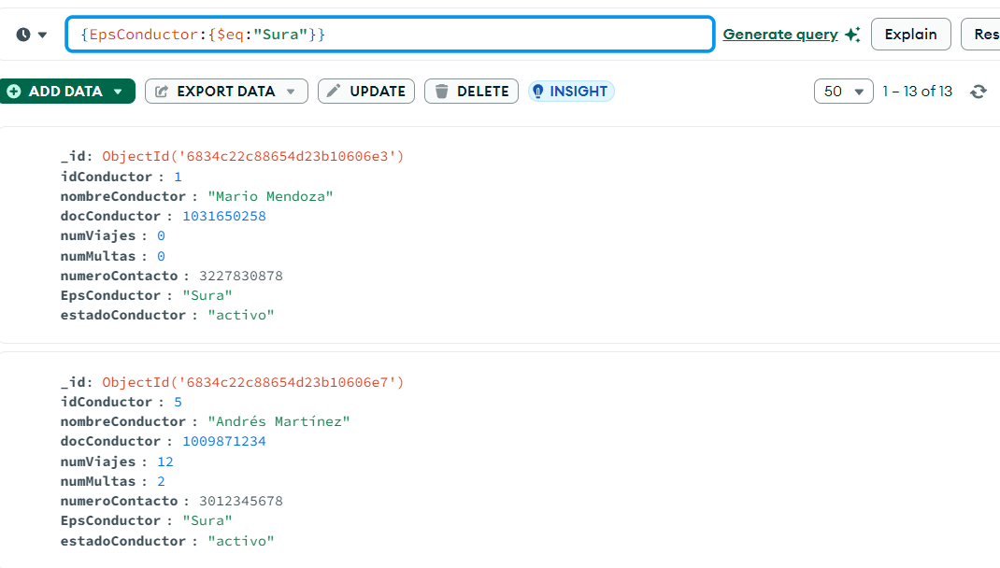 {EpsConductor:{$eq:"Sura"}}
Generate query
Explain
Res
ADD DATA
EXPORT DATA
UPDATE
DELETE
INSIGHT
50
1 – 13 of 13
_id: ObjectId('6834c22c88654d23b10606e3')
idConductor : 1
nombreConductor : "Mario Mendoza"
docConductor : 1031650258
numViajes : 0
numMultas : 0
numeroContacto : 3227830878
EpsConductor : "Sura"
estadoConductor : "activo"
_id: ObjectId('6834c22c88654d23b10606e7')
idConductor : 5
nombreConductor : "Andrés Martínez"
docConductor : 1009871234
numViajes : 12
numMultas : 2
numeroContacto : 3012345678
EpsConductor : "Sura"
estadoConductor : "activo"